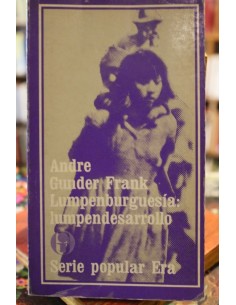 Andre
Gunder Frank
Lumpenburguesía:
lumpendesarrollo
Serie popular Era